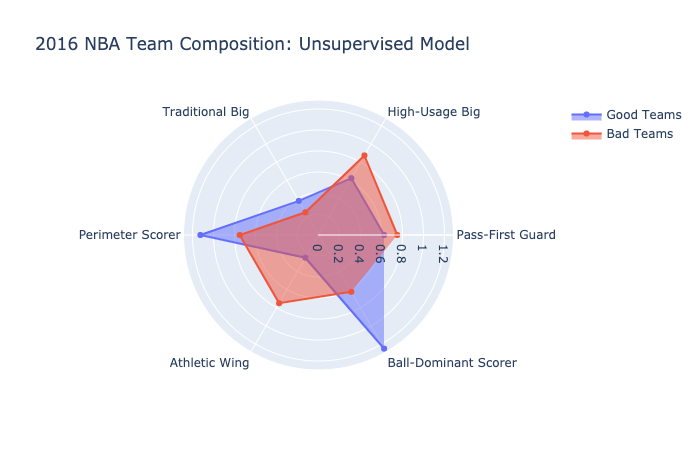 2016 NBA Team Composition: Unsupervised Model
Traditional Big
High-Usage Big
Good Teams
Bad Teams
Perimeter Scorer
Pass-First Guard
0
0.2
0.4
0.6
0.8
1
1.2
Athletic Wing
Ball-Dominant Scorer